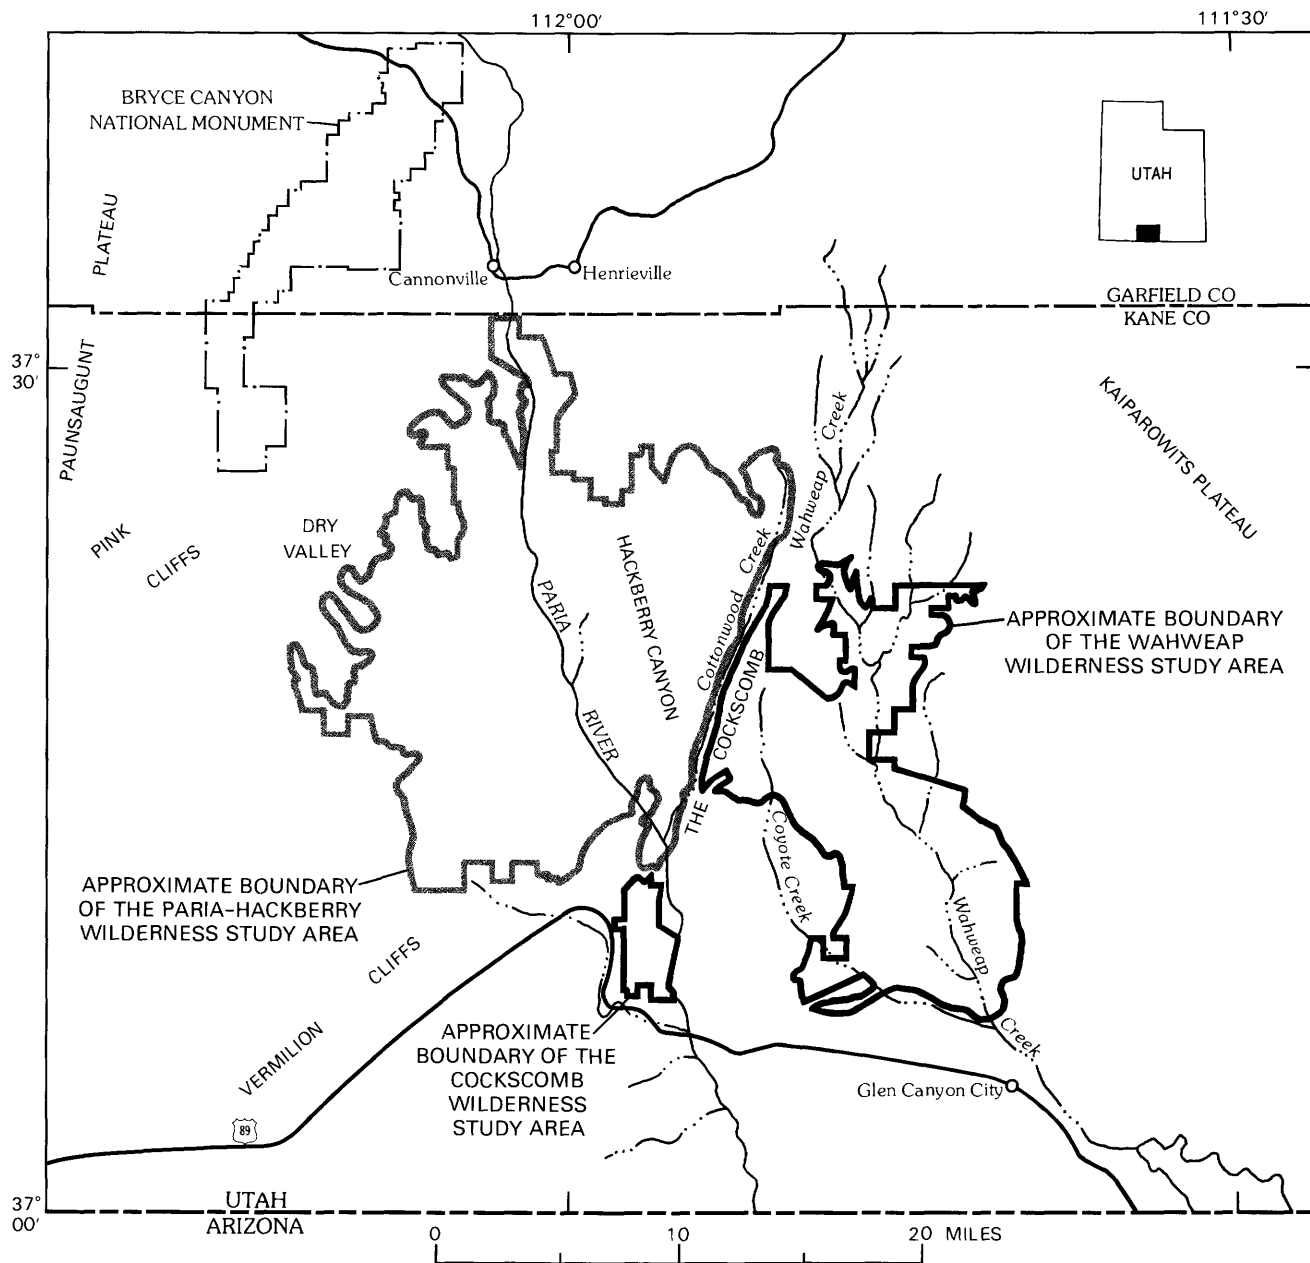 112°00′
111°30′
BRYCE CANYON
NATIONAL MONUMENT
UTAH
PLATEAU
Cannonville
Henrieville
GARFIELD CO
KANE CO
37°
30′
PAUNSAUGUNT
KAIPAROWITS PLATEAU
Wahweap Creek
PINK CLIFFS
DRY
VALLEY
HACKBERRY CANYON
Cottonwood Creek
PARIA RIVER
THE COCKSCOMB
APPROXIMATE BOUNDARY
OF THE WAHWEAP
WILDERNESS STUDY AREA
Coyote Creek
APPROXIMATE BOUNDARY
OF THE PARIA-HACKBERRY
WILDERNESS STUDY AREA
Wahweap Creek
VERMILION CLIFFS
APPROXIMATE
BOUNDARY OF THE
COCKSCOMB
WILDERNESS
STUDY AREA
Glen Canyon City
89
37°
00′
UTAH
ARIZONA
0 10 20 MILES